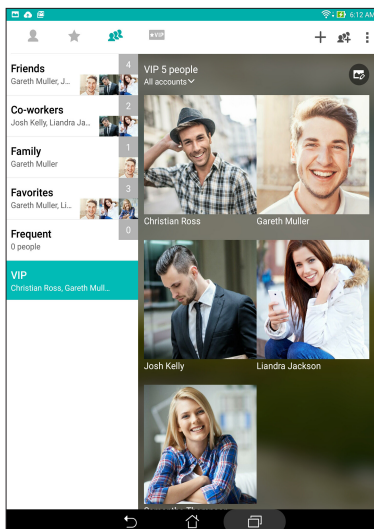 6:12 AM
VIP
Friends
4
Gareth Muller, J...
Co-workers
2
Josh Kelly, Liandra Ja...
Family
1
Gareth Muller
Favorites
3
Gareth Muller, Li...
Frequent
0
0 people
VIP
Christian Ross, Gareth Mull...
VIP 5 people
All accounts
Christian Ross
Gareth Muller
Josh Kelly
Liandra Jackson